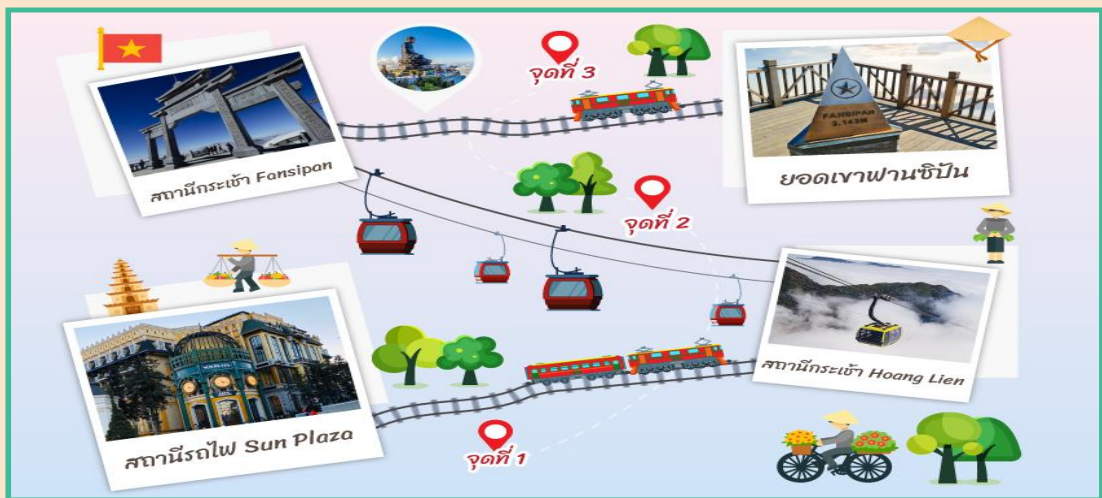 จุดที่ 3
FANSIPAN
3.143M
สถานีกระเช้า Fansipan
ยอดเขาฟานซิปัน
จุดที่ 2
สถานีกระเช้า Hoang Lien
สถานีรถไฟ Sun Plaza
จุดที่ 1